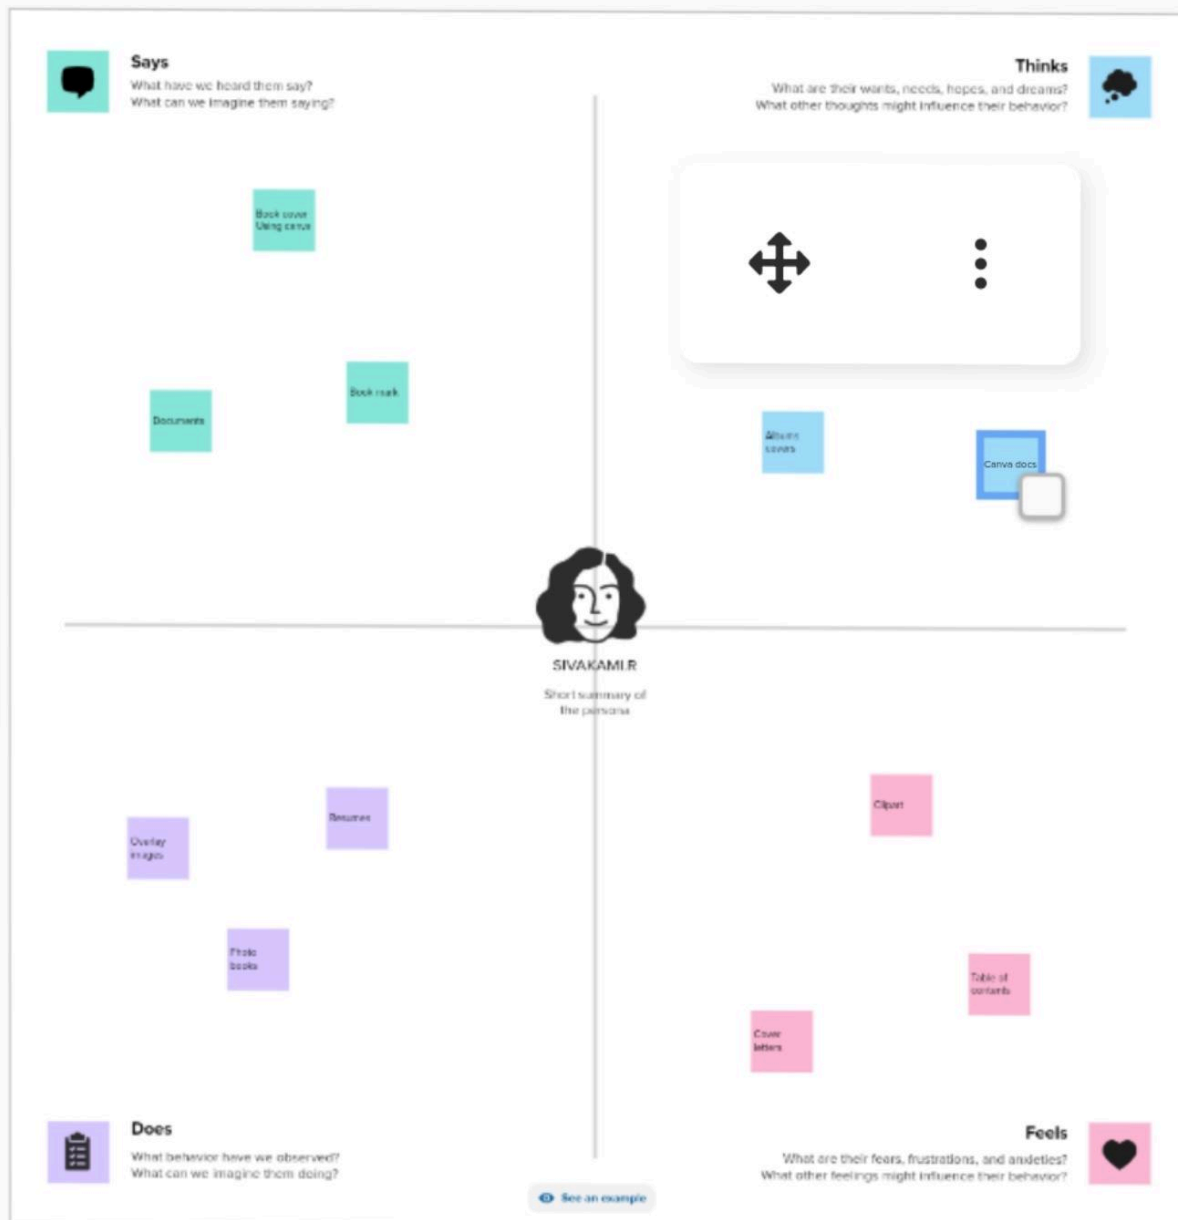 Says
What have we heard them say?
What can we imagine them saying?
Thinks
What are their wants, needs, hopes, and dreams?
What other thoughts might influence their behavior?
Book cover
Using canva
Documents
Book mark
Albums
covers
Canva docs
SIVAKAMI.R
Short summary of
the persona
Overlay
images
Resumes
Photo
books
Clipart
Table of
contents
Cover
letters
Does
What behavior have we observed?
What can we imagine them doing?
Feels
What are their fears, frustrations, and anxieties?
What other feelings might influence their behavior?
See an example